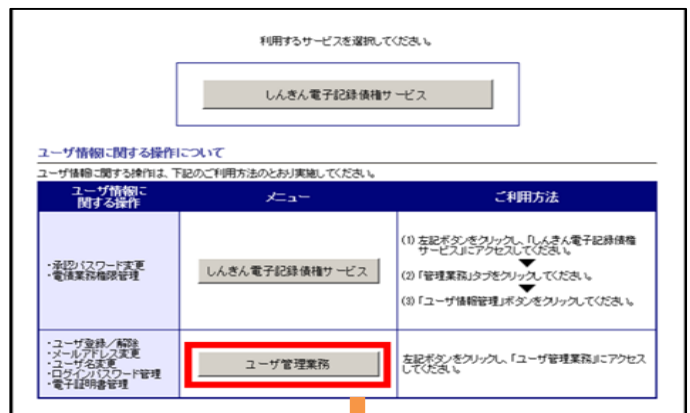 利用するサービスを選択してください。
しんきん電子記録債権サービス
ユーザ情報に関する操作について
ユーザ情報に関する操作は、下記のご利用方法のとおり実施してください。
ユーザ情報に
関する操作
メニュー
ご利用方法
・承認パスワード変更
・電債業務権限管理
しんきん電子記録債権サービス
(1) 左記ボタンをクリックし、「しんきん電子記録債権
サービス」にアクセスしてください。
(2)「管理業務」タブをクリックしてください。
(3)「ユーザ情報管理」ボタンをクリックしてください。
・ユーザ登録/解除
・メールアドレス変更
・ユーザ名変更
・ログインパスワード管理
・電子証明書管理
ユーザ管理業務
左記ボタンをクリックし、「ユーザ管理業務」にアクセス
してください。